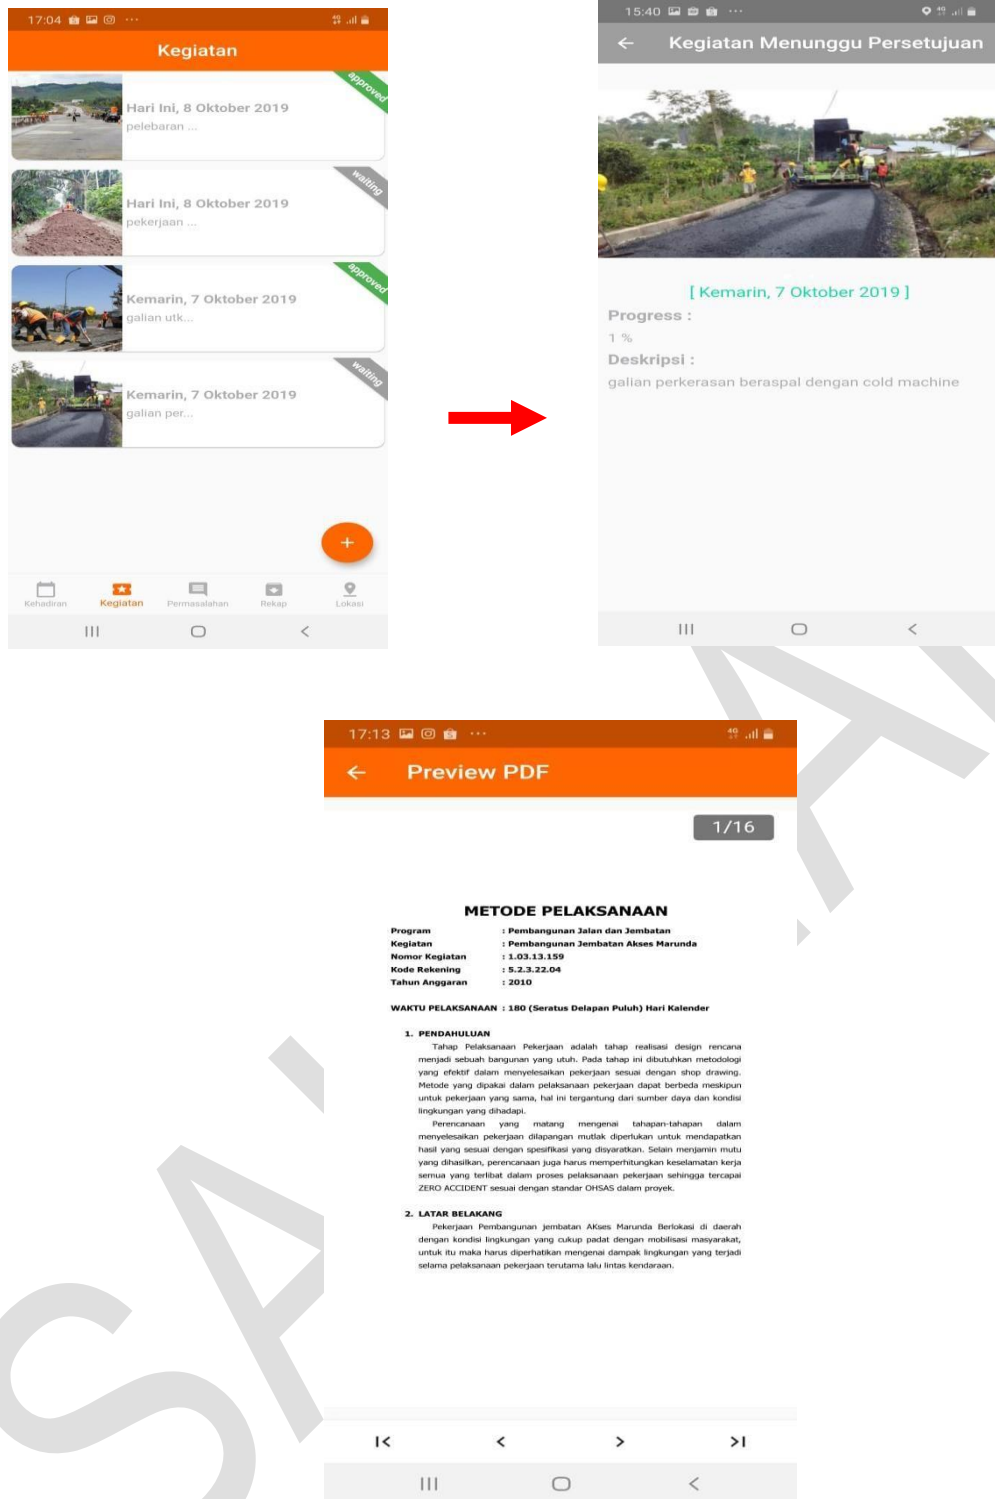 17:04
Kegiatan
approved
Hari Ini, 8 Oktober 2019
pelebaran ...
waiting
Hari Ini, 8 Oktober 2019
pekerjaan ...
approved
Kemarin, 7 Oktober 2019
galian utk...
waiting
Kemarin, 7 Oktober 2019
galian per...
+
Kehadiran Kegiatan Permasalahan Rekap Lokasi
15:40
Kegiatan Menunggu Persetujuan
[ Kemarin, 7 Oktober 2019 ]
Progress :
1 %
Deskripsi :
galian perkerasan beraspal dengan cold machine
17:13
Preview PDF
1/16
METODE PELAKSANAAN
Program : Pembangunan Jalan dan Jembatan
Kegiatan : Pembangunan Jembatan Akses Marunda
Nomor Kegiatan : 1.03.13.159
Kode Rekening : 5.2.3.22.04
Tahun Anggaran : 2010
WAKTU PELAKSANAAN : 180 (Seratus Delapan Puluh) Hari Kalender
1. PENDAHULUAN
Tahap Pelaksanaan Pekerjaan adalah tahap realisasi design rencana
menjadi sebuah bangunan yang utuh. Pada tahap ini dibutuhkan metodologi
yang efektif dalam menyelesaikan pekerjaan sesuai dengan shop drawing.
Metode yang dipakai dalam pelaksanaan pekerjaan dapat berbeda meskipun
untuk pekerjaan yang sama, hal ini tergantung dari sumber daya dan kondisi
lingkungan yang dihadapi.
Perencanaan yang matang mengenai tahapan-tahapan dalam
menyelesaikan pekerjaan dilapangan mutlak diperlukan untuk mendapatkan
hasil yang sesuai dengan spesifikasi yang disyaratkan. Selain menjamin mutu
yang dihasilkan, perencanaan juga harus memperhitungkan keselamatan kerja
semua yang terlibat dalam proses pelaksanaan pekerjaan sehingga tercapai
ZERO ACCIDENT sesuai dengan standar OHSAS dalam proyek.
2. LATAR BELAKANG
Pekerjaan Pembangunan jembatan AKses Marunda Berlokasi di daerah
dengan kondisi lingkungan yang cukup padat dengan mobilisasi masyarakat,
untuk itu maka harus diperhatikan mengenai dampak lingkungan yang terjadi
selama pelaksanaan pekerjaan terutama lalu lintas kendaraan.